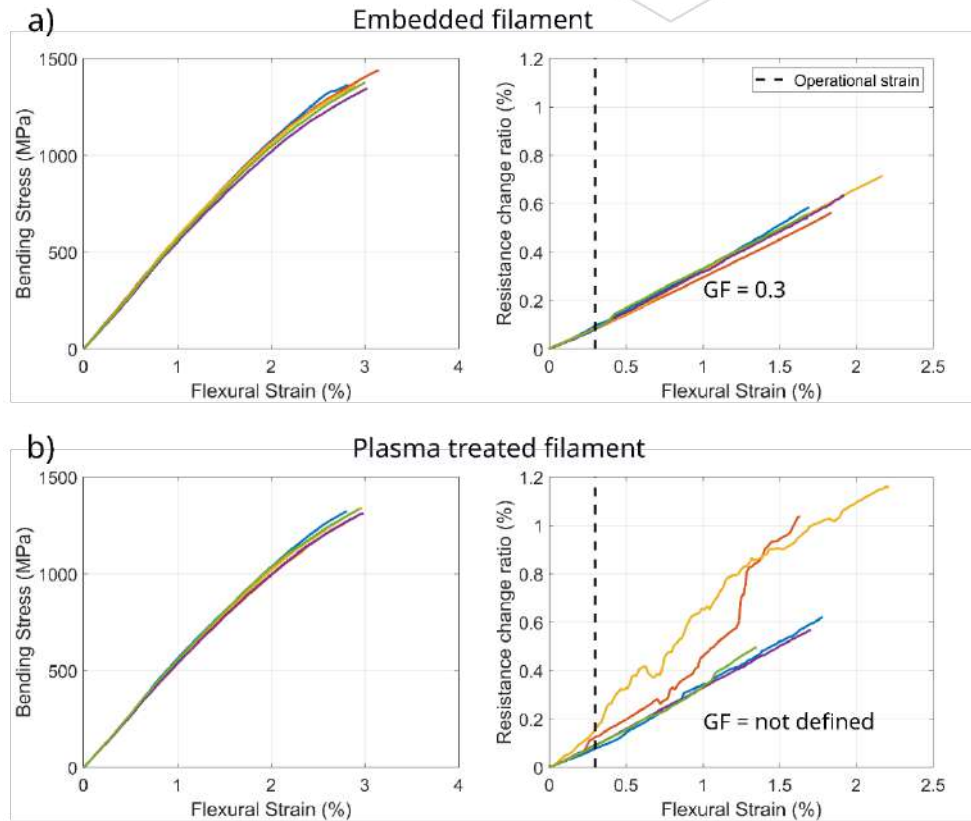 a)
Embedded filament
1500
1000
500
0
Bending Stress (MPa)
0 1 2 3 4
Flexural Strain (%)
1.2
1
0.8
0.6
0.4
0.2
0
Resistance change ratio (%)
Operational strain
GF = 0.3
0 0.5 1 1.5 2 2.5
Flexural Strain (%)
b)
Plasma treated filament
1500
1000
500
0
Bending Stress (MPa)
0 1 2 3 4
Flexural Strain (%)
1.2
1
0.8
0.6
0.4
0.2
0
Resistance change ratio (%)
GF = not defined
0 0.5 1 1.5 2 2.5
Flexural Strain (%)